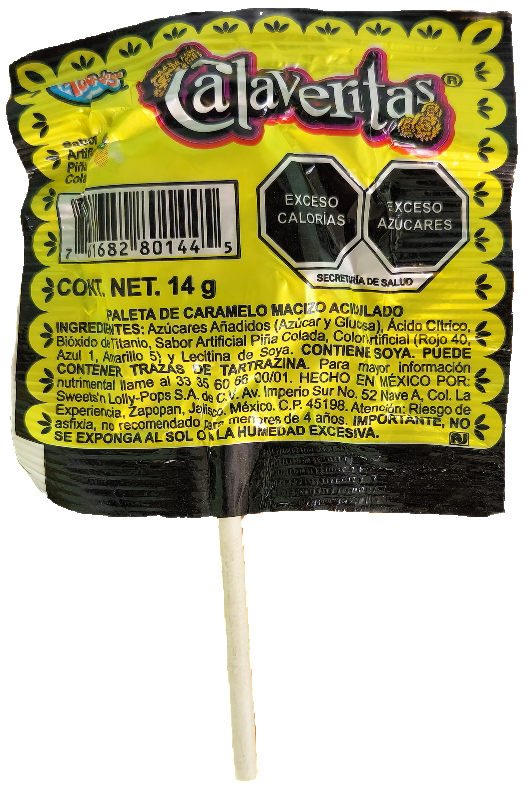 Calaveritas®
Sabor
Artifi
Piña
Cola
EXCESO
CALORÍAS
EXCESO
AZÚCARES
SECRETARÍA DE SALUD
7 61682 80144 5
CONT. NET. 14 g
PALETA DE CARAMELO MACIZO ACIDULADO
INGREDIENTES: Azúcares Añadidos (Azúcar y Glucosa), Ácido Cítrico,
Bióxido de Titanio, Sabor Artificial Piña Colada, Color Artificial (Rojo 40,
Azul 1, Amarillo 5) y Lecitina de Soya. CONTIENE SOYA. PUEDE
CONTENER TRAZAS DE TARTRAZINA. Para mayor información
nutrimental llame al 33 35 60 66 00/01. HECHO EN MÉXICO POR:
Sweets'n Lolly-Pops S.A. de C.V. Av. Imperio Sur No. 52 Nave A, Col. La
Experiencia, Zapopan, Jalisco. México. C.P. 45198. Atención: Riesgo de
asfixia, no recomendado para menores de 4 años. IMPORTANTE, NO
SE EXPONGA AL SOL O A LA HUMEDAD EXCESIVA.